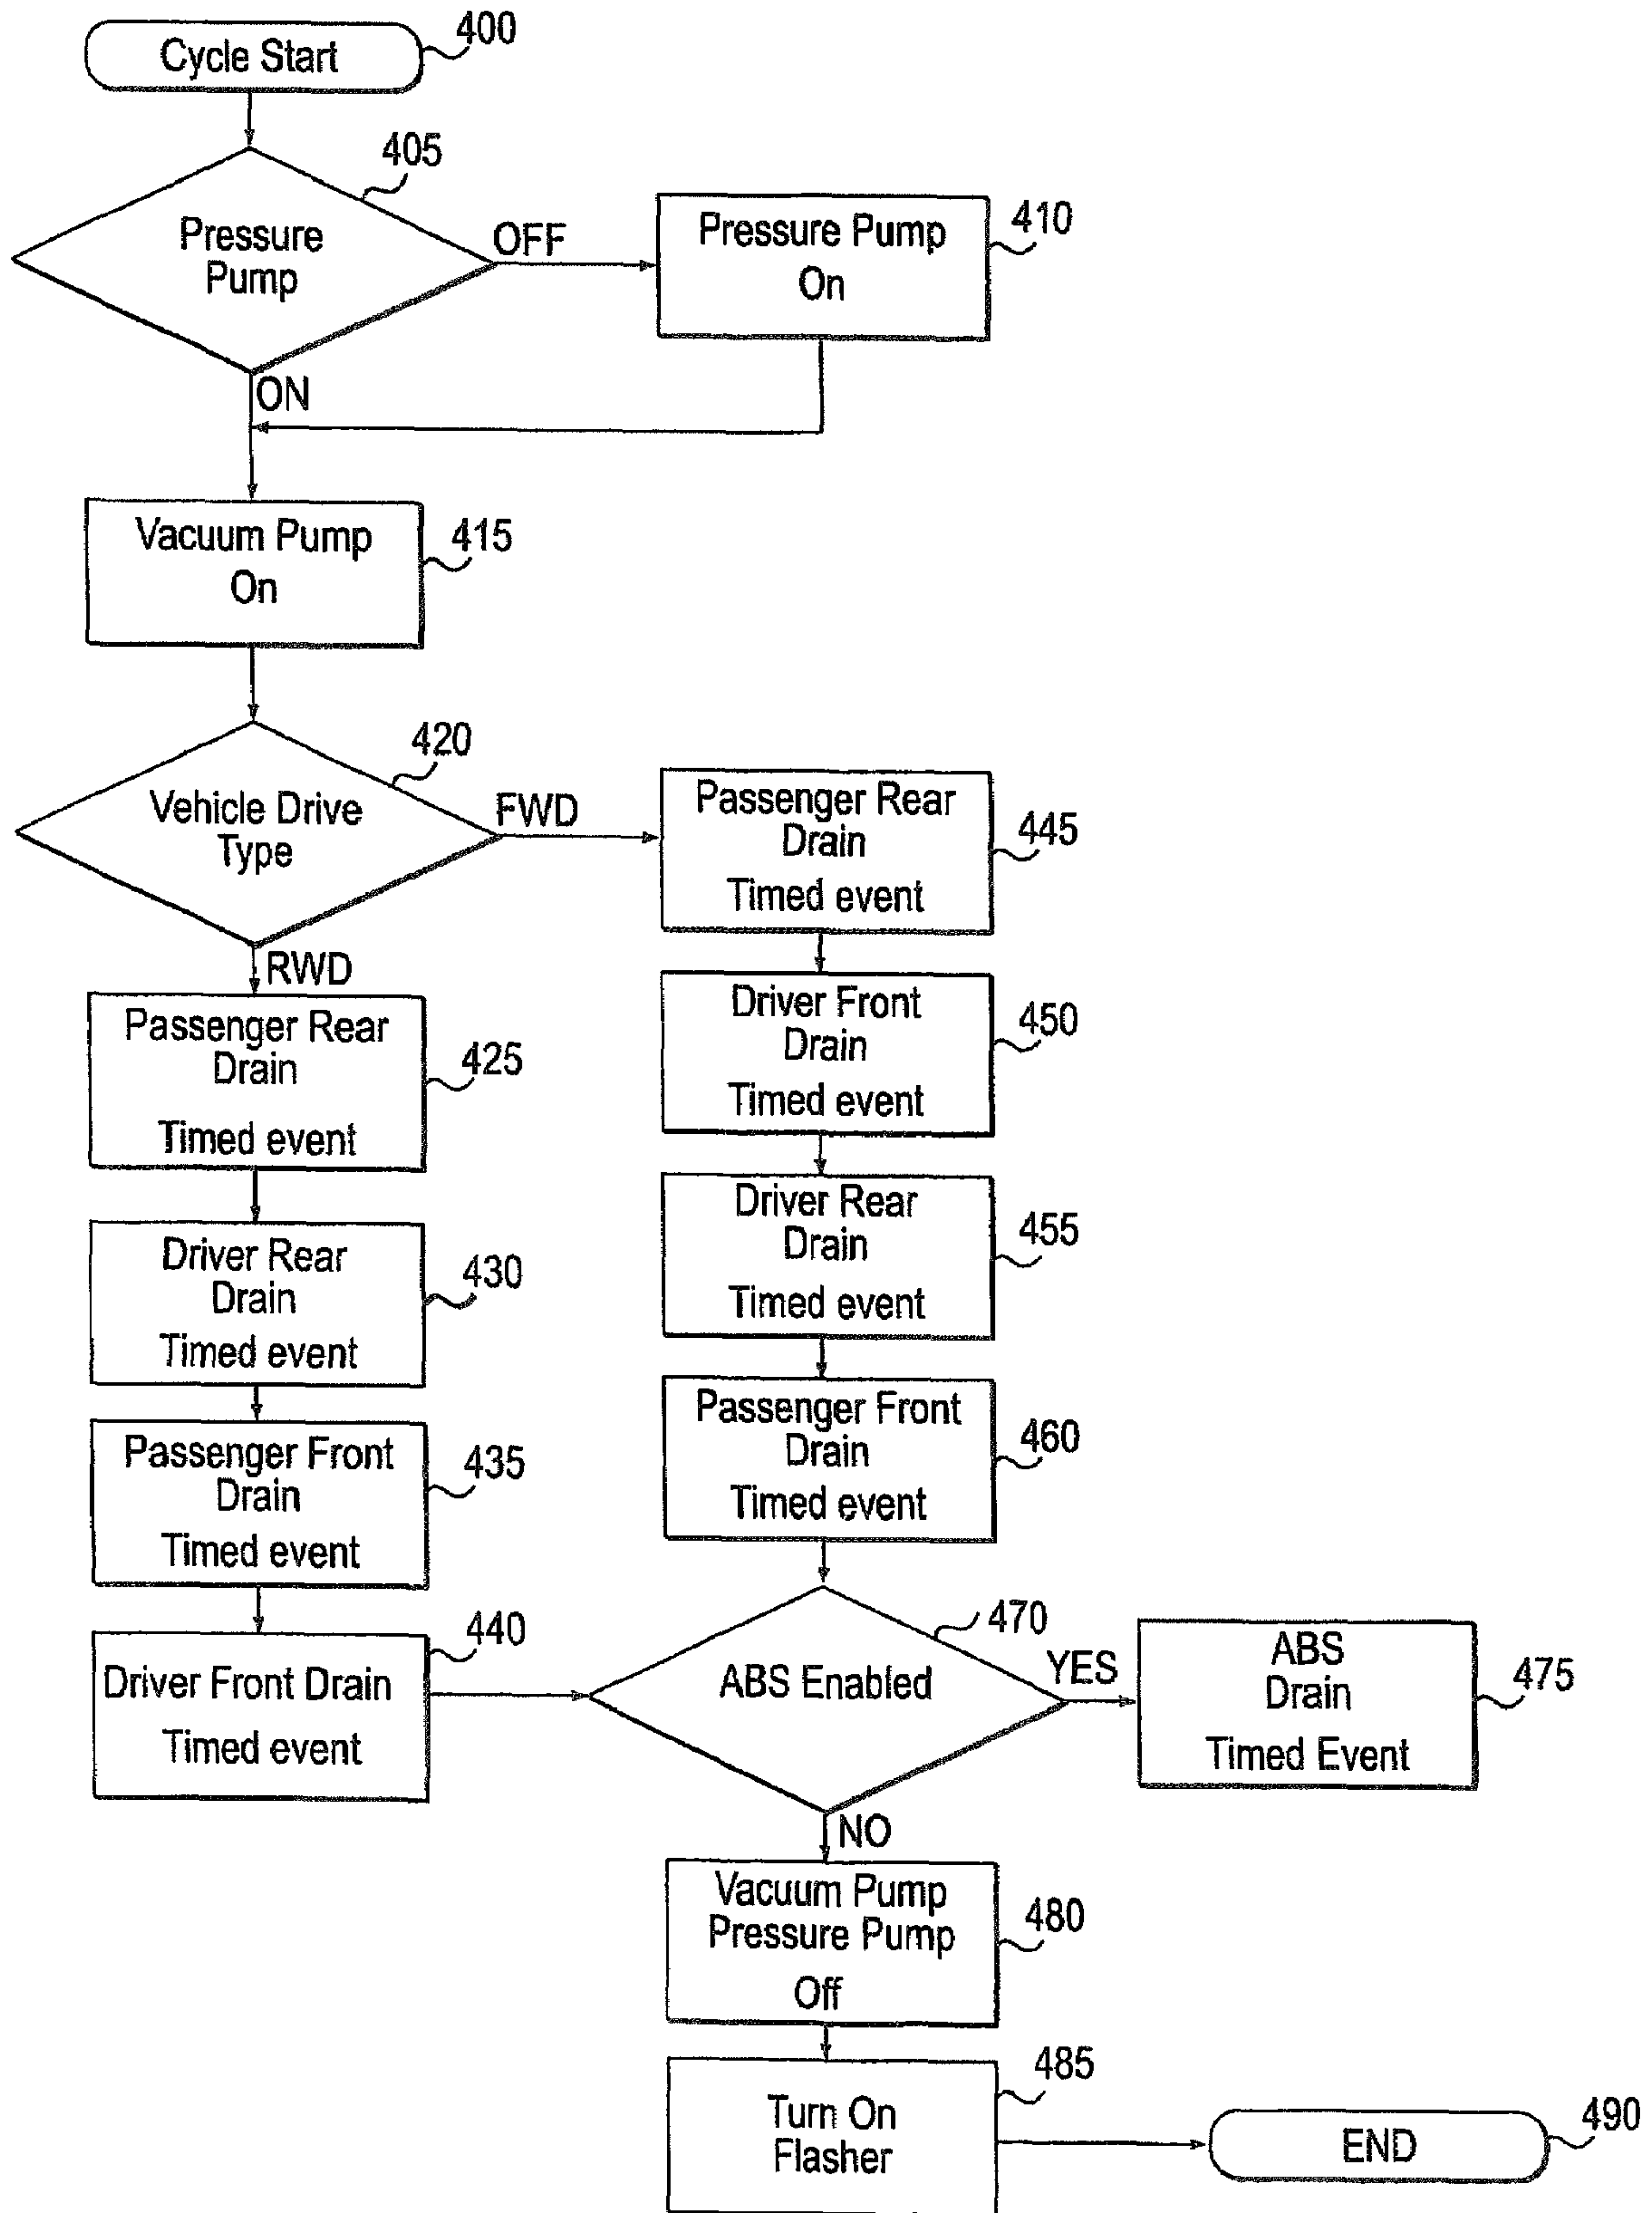 Cycle Start
400
405
Pressure
Pump
OFF
Pressure Pump
On
410
ON
Vacuum Pump
On
415
420
Vehicle Drive
Type
FWD
RWD
Passenger Rear
Drain
Timed event
445
Driver Front
Drain
Timed event
450
Driver Rear
Drain
Timed event
455
Passenger Front
Drain
Timed event
460
Passenger Rear
Drain
Timed event
425
Driver Rear
Drain
Timed event
430
Passenger Front
Drain
Timed event
435
Driver Front Drain
Timed event
440
470
ABS Enabled
YES
ABS
Drain
Timed Event
475
NO
Vacuum Pump
Pressure Pump
Off
480
Turn On
Flasher
485
END
490